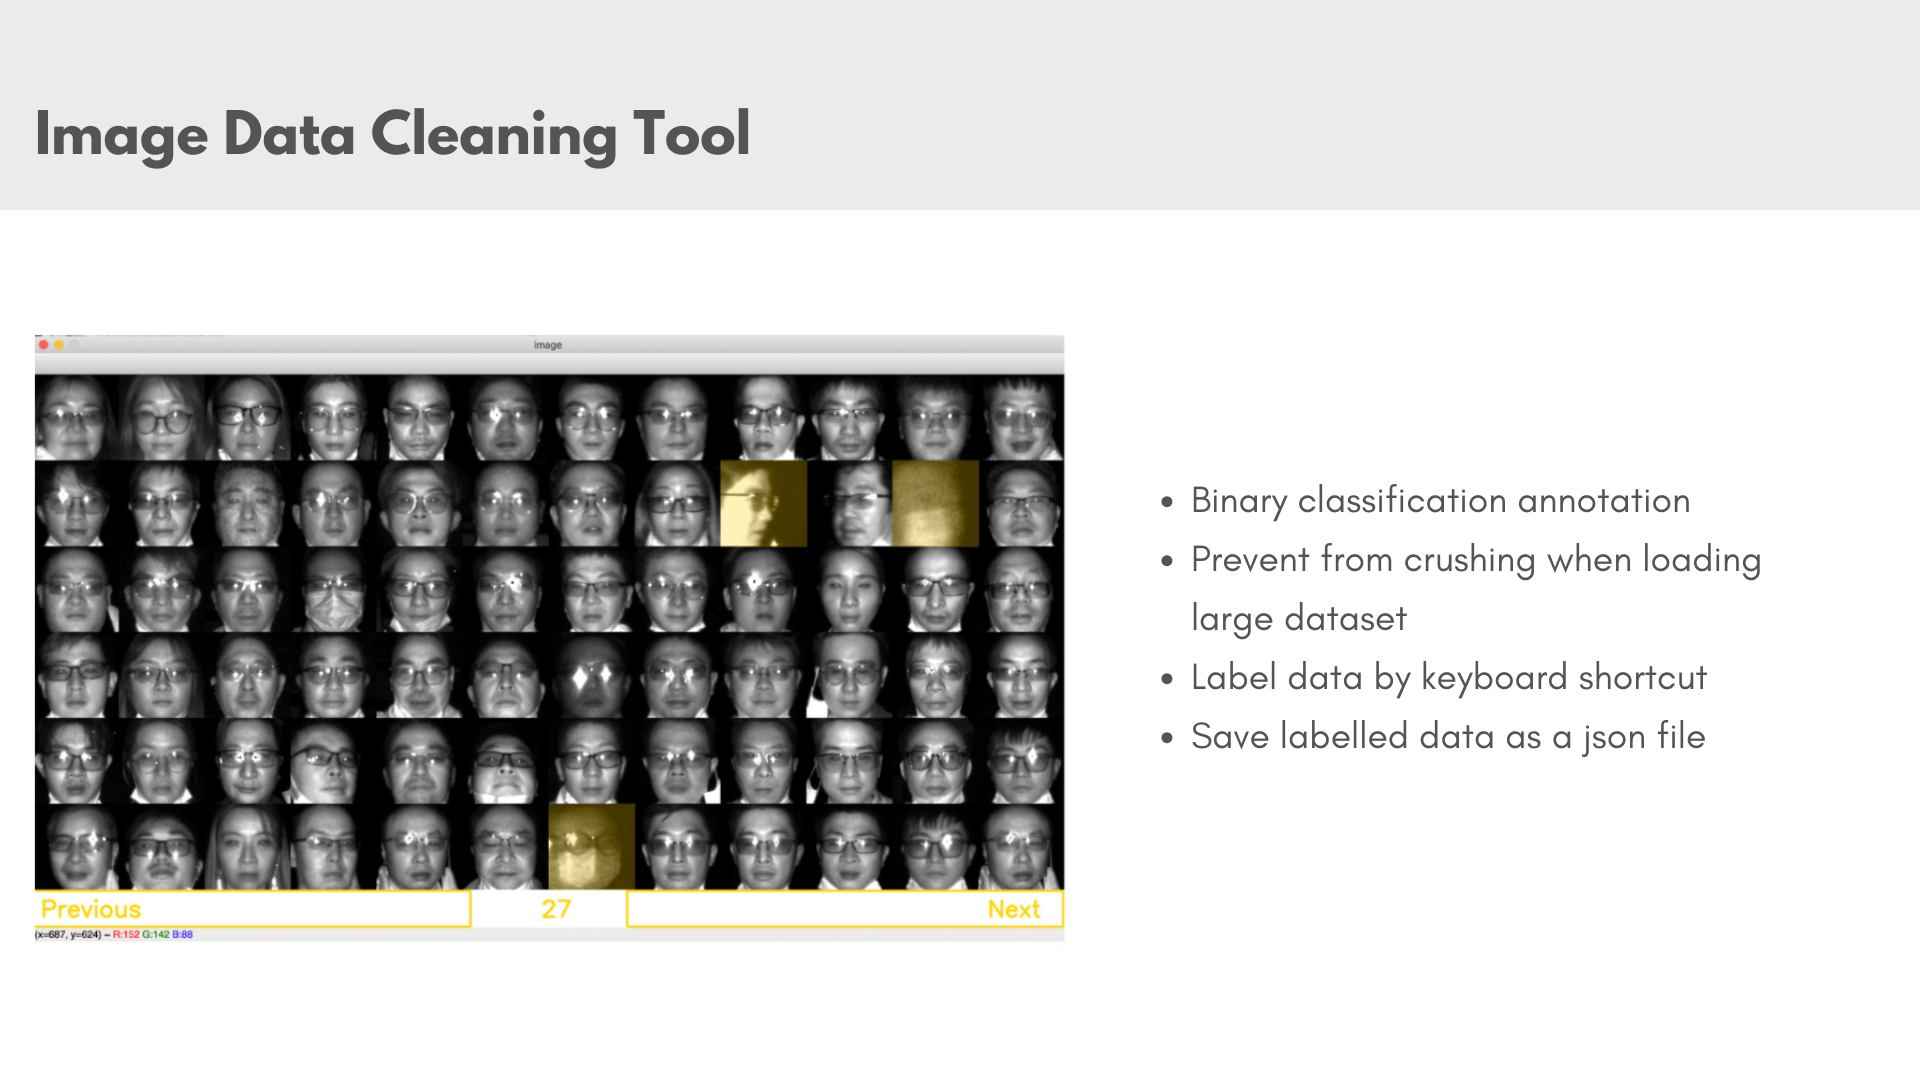 Image Data Cleaning Tool
image
Previous
27
Next
(x=687, y=624) ~ R:152 G:142 B:88
• Binary classification annotation
• Prevent from crushing when loading
large dataset
• Label data by keyboard shortcut
• Save labelled data as a json file